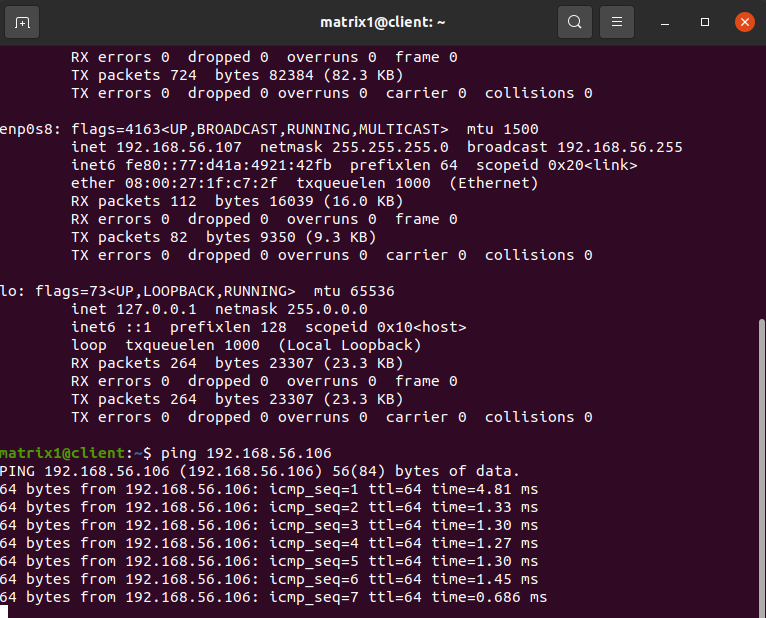 matrix1@client: ~
RX errors 0  dropped 0  overruns 0  frame 0
TX packets 724  bytes 82384 (82.3 KB)
TX errors 0  dropped 0 overruns 0  carrier 0  collisions 0
enp0s8: flags=4163<UP,BROADCAST,RUNNING,MULTICAST>  mtu 1500
inet 192.168.56.107  netmask 255.255.255.0  broadcast 192.168.56.255
inet6 fe80::77:d41a:4921:42fb  prefixlen 64  scopeid 0x20<link>
ether 08:00:27:1f:c7:2f  txqueuelen 1000  (Ethernet)
RX packets 112  bytes 16039 (16.0 KB)
RX errors 0  dropped 0  overruns 0  frame 0
TX packets 82  bytes 9350 (9.3 KB)
TX errors 0  dropped 0 overruns 0  carrier 0  collisions 0
lo: flags=73<UP,LOOPBACK,RUNNING>  mtu 65536
inet 127.0.0.1  netmask 255.0.0.0
inet6 ::1  prefixlen 128  scopeid 0x10<host>
loop  txqueuelen 1000  (Local Loopback)
RX packets 264  bytes 23307 (23.3 KB)
RX errors 0  dropped 0  overruns 0  frame 0
TX packets 264  bytes 23307 (23.3 KB)
TX errors 0  dropped 0 overruns 0  carrier 0  collisions 0
matrix1@client:~$ ping 192.168.56.106
PING 192.168.56.106 (192.168.56.106) 56(84) bytes of data.
64 bytes from 192.168.56.106: icmp_seq=1 ttl=64 time=4.81 ms
64 bytes from 192.168.56.106: icmp_seq=2 ttl=64 time=1.33 ms
64 bytes from 192.168.56.106: icmp_seq=3 ttl=64 time=1.30 ms
64 bytes from 192.168.56.106: icmp_seq=4 ttl=64 time=1.27 ms
64 bytes from 192.168.56.106: icmp_seq=5 ttl=64 time=1.30 ms
64 bytes from 192.168.56.106: icmp_seq=6 ttl=64 time=1.45 ms
64 bytes from 192.168.56.106: icmp_seq=7 ttl=64 time=0.686 ms